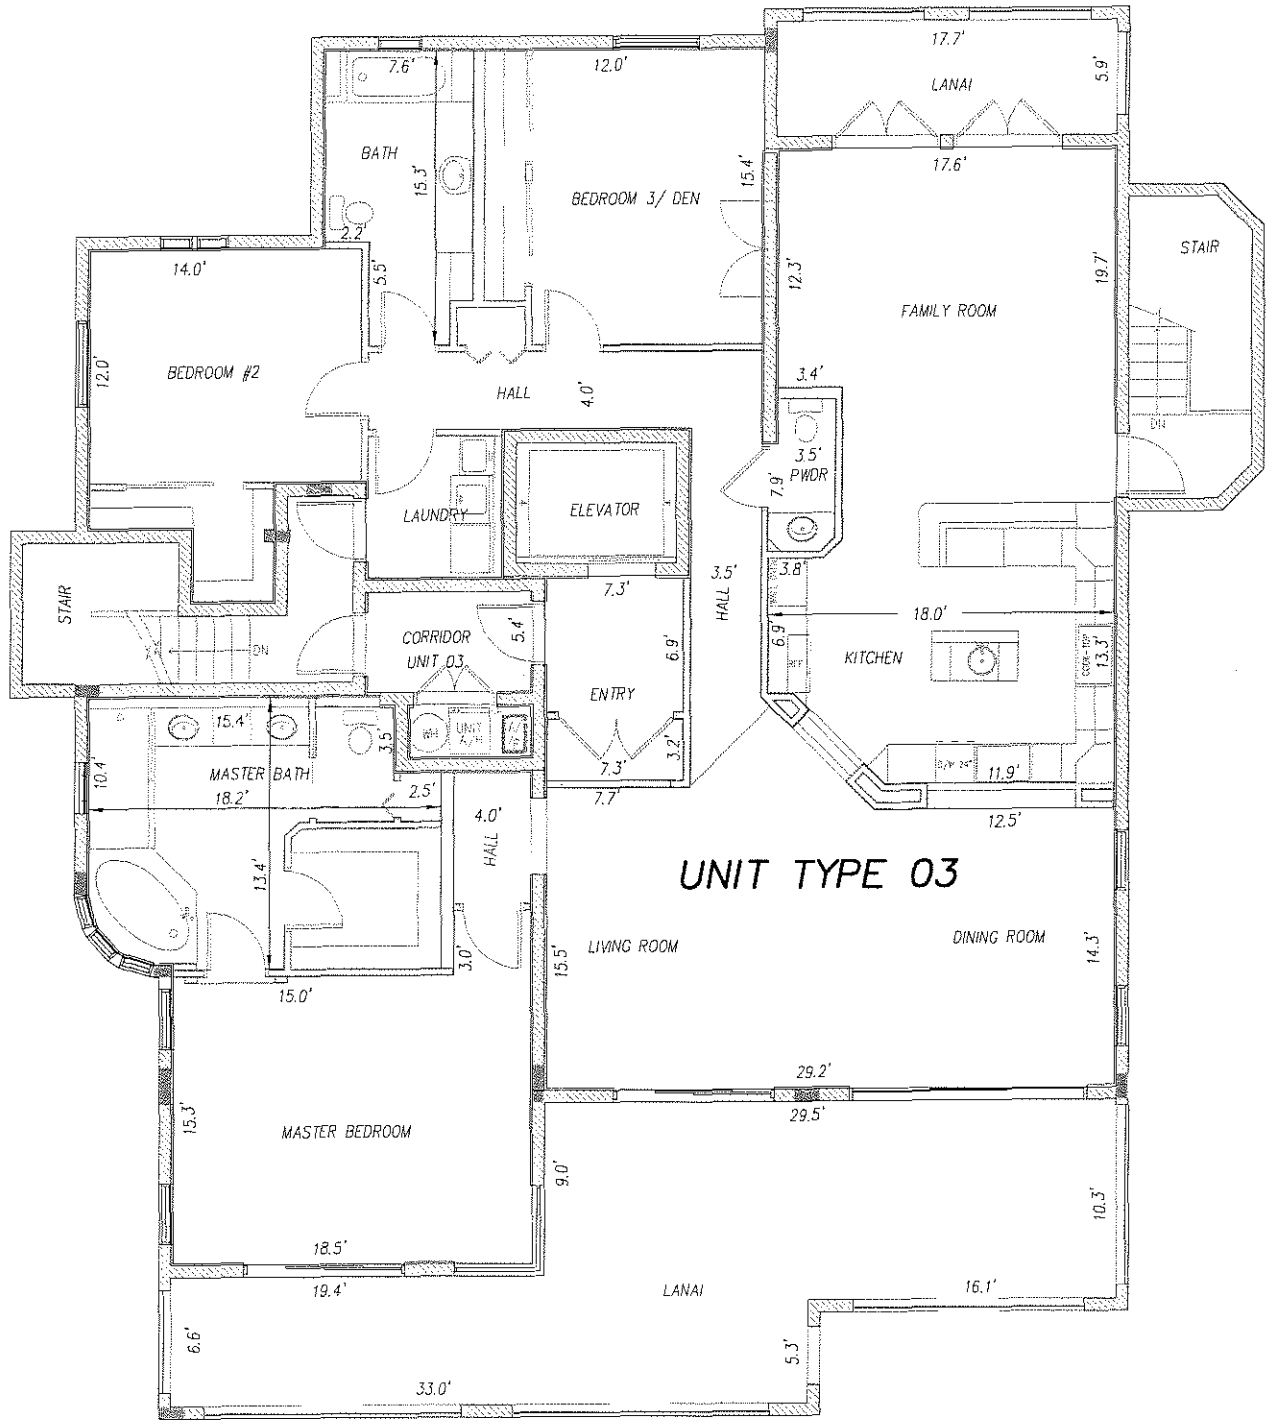 17.7'
5.9'
LANAI
7.6'
12.0'
BATH
15.3'
15.4'
17.6'
BEDROOM 3/ DEN
2.2'
14.0'
5.5'
12.3'
19.7'
STAIR
FAMILY ROOM
BEDROOM #2
12.0'
HALL
4.0'
3.4'
DN
3.5'
PWDR
7.9'
LAUNDRY
ELEVATOR
STAIR
7.3'
3.5'
HALL
3.8'
18.0'
CORRIDOR
UNIT 03
5.4'
6.9'
6.9'
KITCHEN
REF
COOK-TOP
13.3'
DN
ENTRY
15.4'
3.5'
WH
UNIT
A/H
3.2'
7.3'
7.7'
D/W 24"
11.9'
12.5'
MASTER BATH
10.4'
18.2'
2.5'
4.0'
HALL
13.4'
UNIT TYPE 03
LIVING ROOM
DINING ROOM
3.0'
15.5'
14.3'
15.0'
29.2'
29.5'
15.3'
MASTER BEDROOM
9.0'
10.3'
18.5'
19.4'
LANAI
16.1'
6.6'
5.3'
33.0'